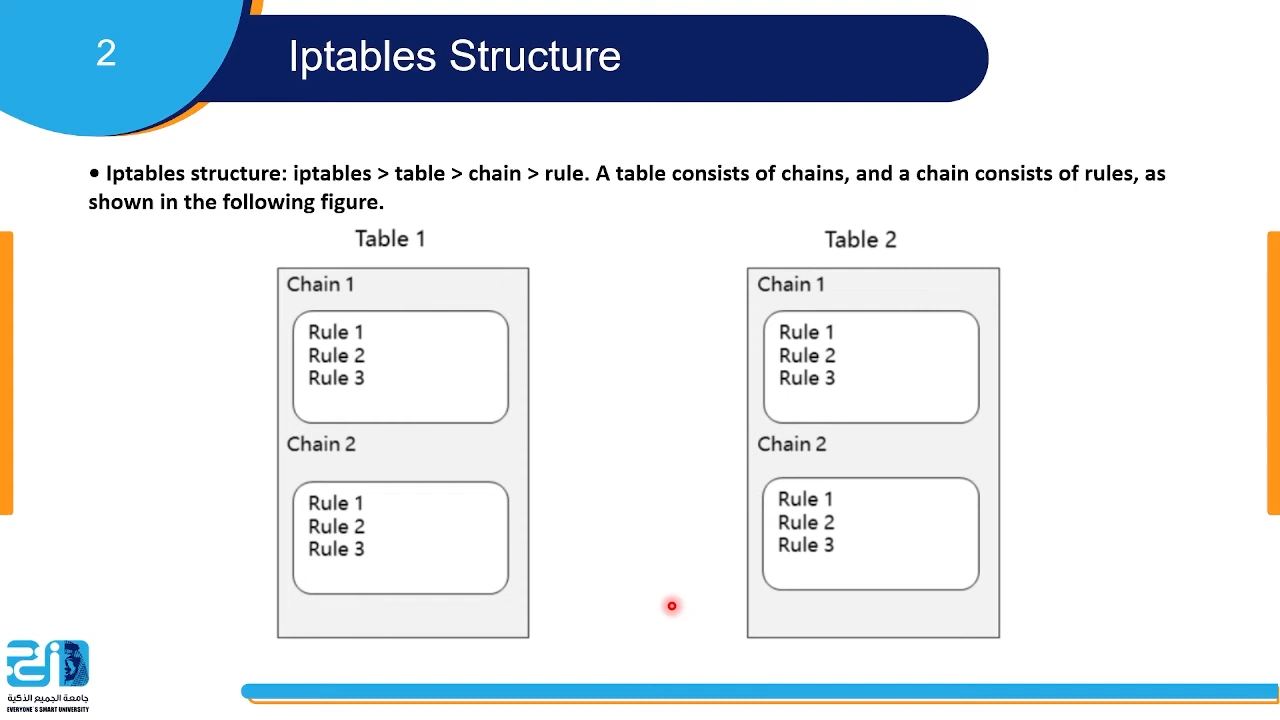 2
Iptables Structure
• Iptables structure: iptables > table > chain > rule. A table consists of chains, and a chain consists of rules, as
shown in the following figure.
Table 1
Chain 1
Rule 1
Rule 2
Rule 3
Chain 2
Rule 1
Rule 2
Rule 3
Table 2
Chain 1
Rule 1
Rule 2
Rule 3
Chain 2
Rule 1
Rule 2
Rule 3
جامعة الجميع الذكية
EVERYONE'S SMART UNIVERSITY